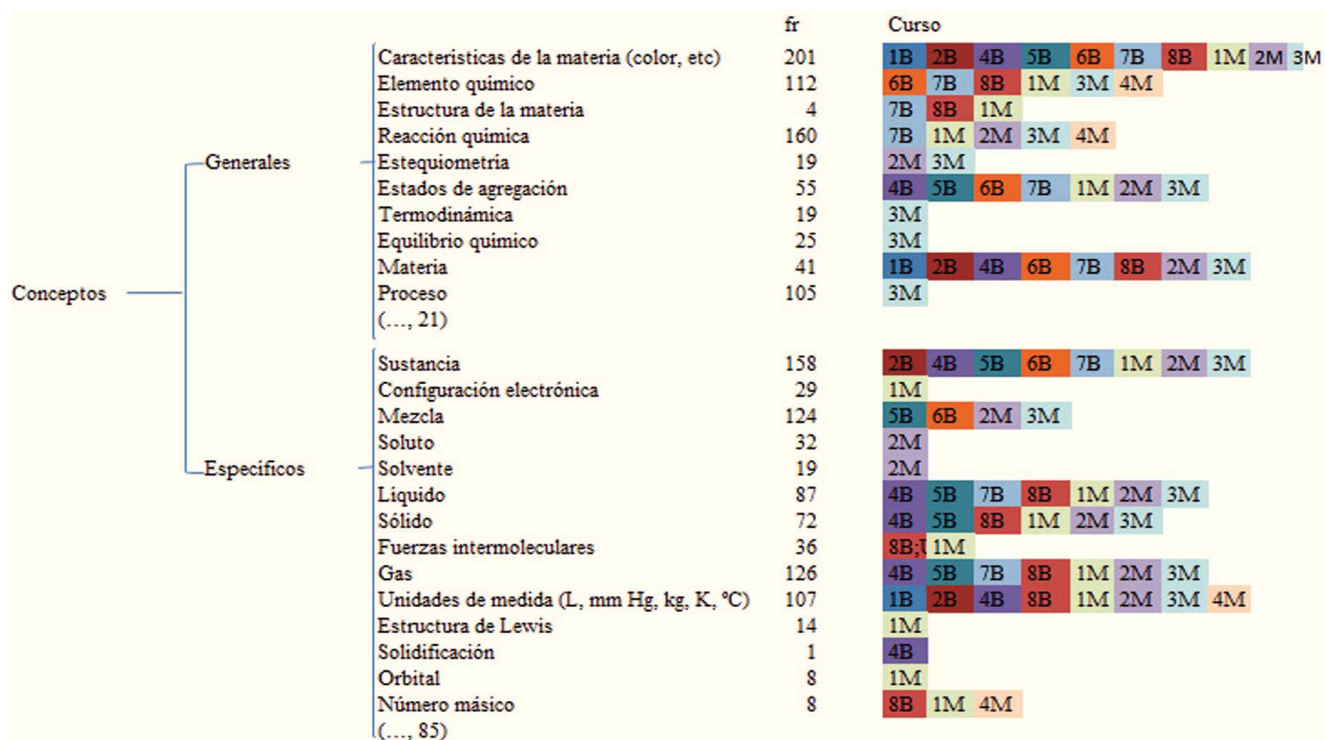 fr Curso
Características de la materia (color, etc) 201 1B 2B 4B 5B 6B 7B 8B 1M 2M 3M
Elemento químico 112 6B 7B 8B 1M 3M 4M
Estructura de la materia 4 7B 8B 1M
Reacción química 160 7B 1M 2M 3M 4M
Generales Estequiometría 19 2M 3M
Estados de agregación 55 4B 5B 6B 7B 1M 2M 3M
Termodinámica 19 3M
Equilibrio químico 25 3M
Materia 41 1B 2B 4B 6B 7B 8B 2M 3M
Conceptos Proceso 105 3M
(..., 21)
Sustancia 158 2B 4B 5B 6B 7B 1M 2M 3M
Configuración electrónica 29 1M
Mezcla 124 5B 6B 2M 3M
Soluto 32 2M
Específicos Solvente 19 2M
Líquido 87 4B 5B 7B 8B 1M 2M 3M
Sólido 72 4B 5B 8B 1M 2M 3M
Fuerzas intermoleculares 36 8B; 1M
Gas 126 4B 5B 7B 8B 1M 2M 3M
Unidades de medida (L, mm Hg, kg, K, ºC) 107 1B 2B 4B 8B 1M 2M 3M 4M
Estructura de Lewis 14 1M
Solidificación 1 4B
Orbital 8 1M
Número másico 8 8B 1M 4M
(..., 85)